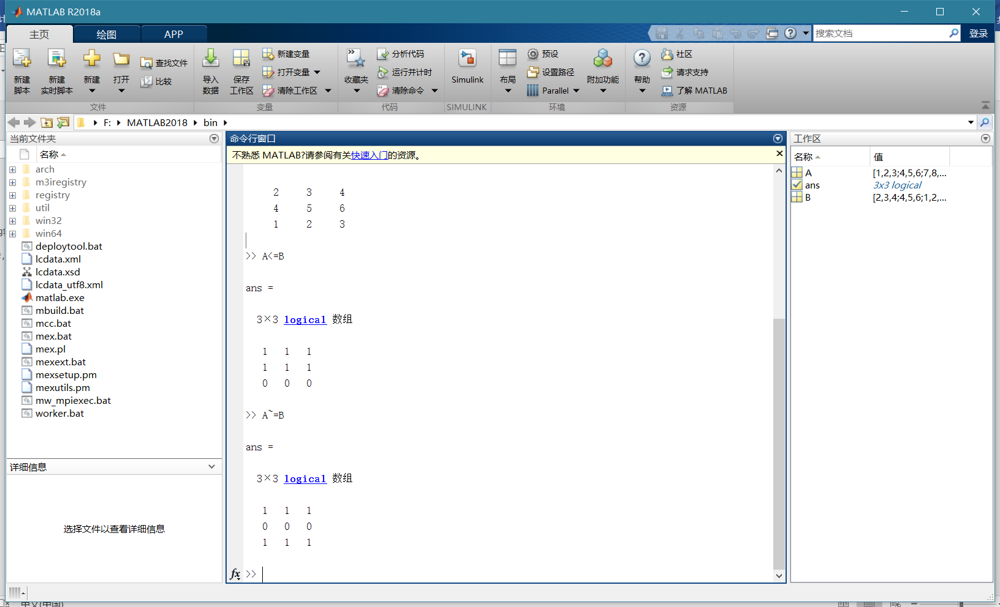 MATLAB R2018a
主页
绘图
APP
搜索文档
登录
新建
脚本
新建
实时脚本
新建
打开
查找文件
比较
文件
导入
数据
保存
工作区
新建变量
打开变量
清除工作区
变量
收藏夹
分析代码
运行并计时
清除命令
代码
Simulink
SIMULINK
布局
预设
设置路径
Parallel
附加功能
环境
帮助
社区
请求支持
了解 MATLAB
资源
F: MATLAB2018 bin
当前文件夹
名称
arch
m3iregistry
registry
util
win32
win64
deploytool.bat
lcdata.xml
lcdata.xsd
lcdata_utf8.xml
matlab.exe
mbuild.bat
mcc.bat
mex.bat
mex.pl
mexext.bat
mexsetup.pm
mexutils.pm
mw_mpiexec.bat
worker.bat
详细信息
选择文件以查看详细信息
命令行窗口
不熟悉 MATLAB?请参阅有关快速入门的资源。
2 3 4
4 5 6
1 2 3
>> A<=B
ans =
3×3 logical 数组
1 1 1
1 1 1
0 0 0
>> A~=B
ans =
3×3 logical 数组
1 1 1
0 0 0
1 1 1
fx >>
工作区
名称 值
A [1,2,3;4,5,6;7,8,...
ans 3x3 logical
B [2,3,4;4,5,6;1,2,...